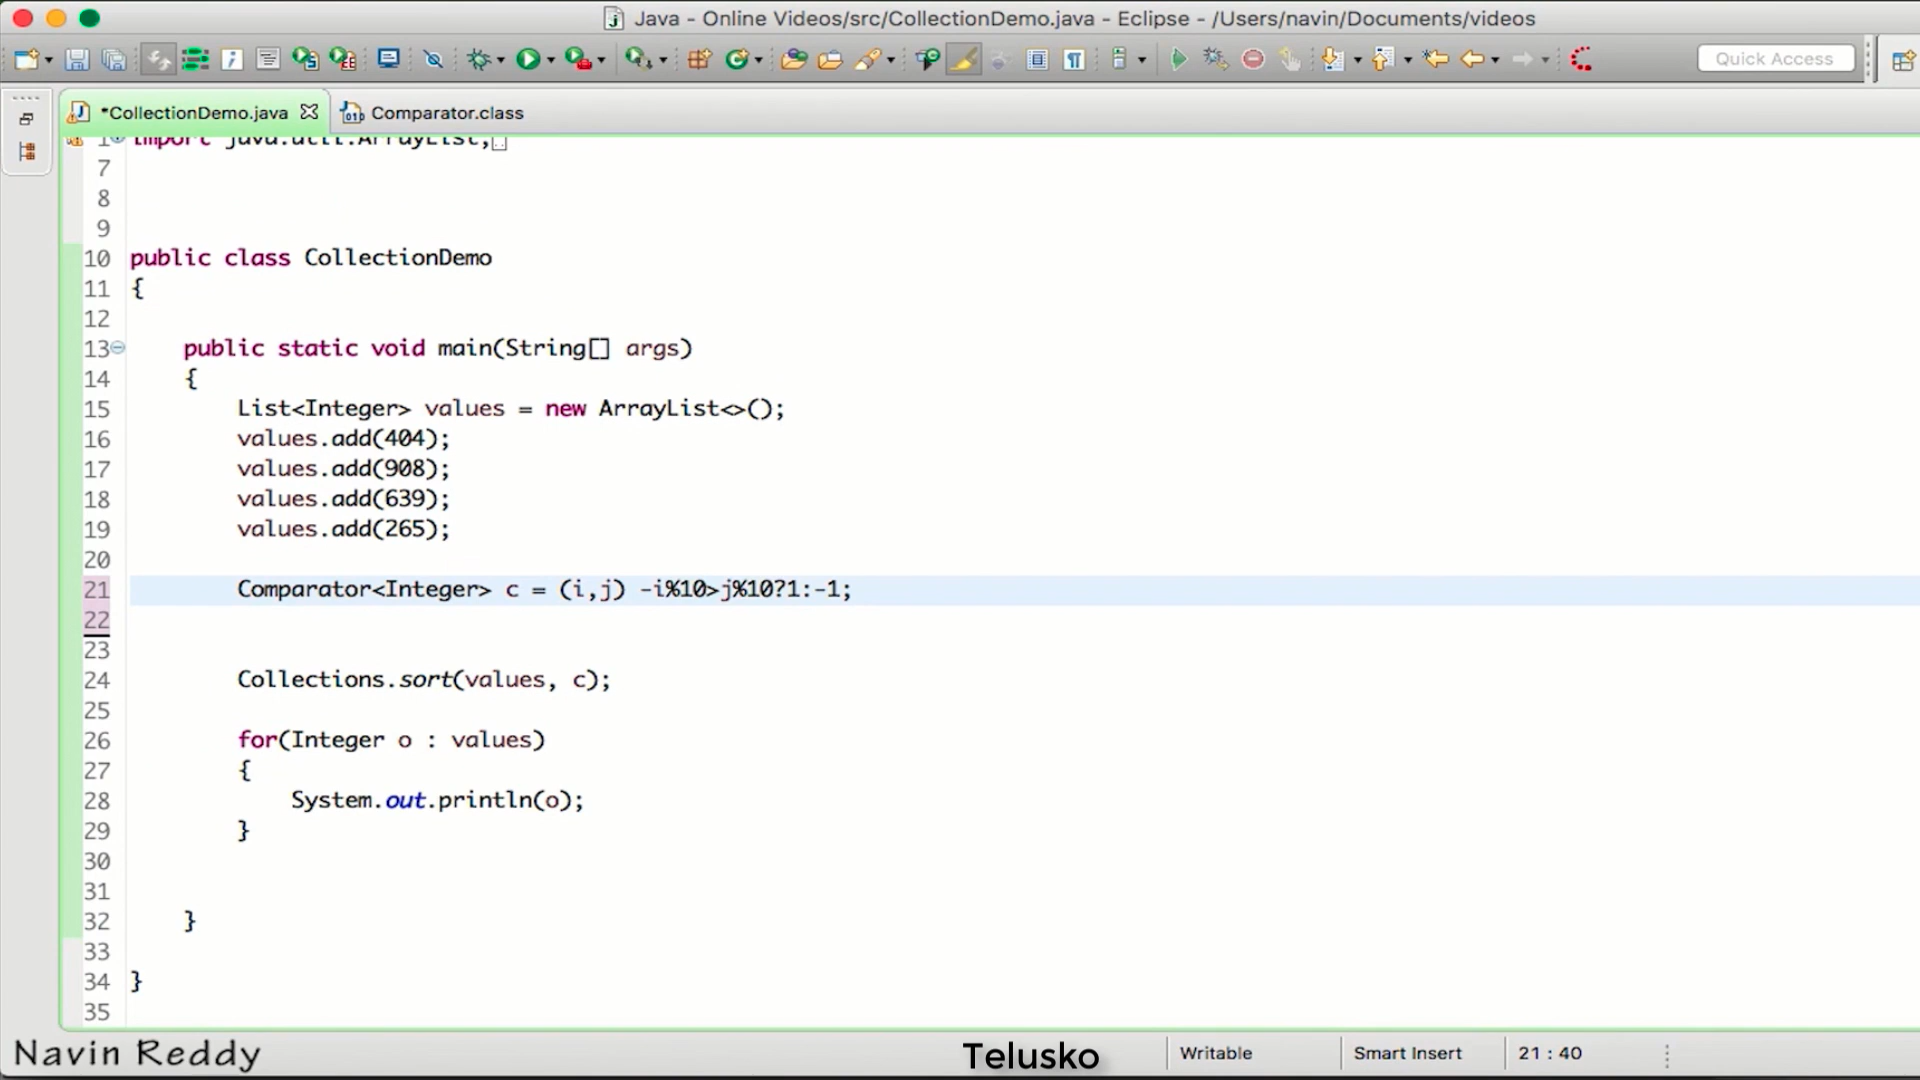 Java - Online Videos/src/CollectionDemo.java - Eclipse - /Users/navin/Documents/videos
Quick Access
*CollectionDemo.java Comparator.class
1 import java.util.ArrayList;
7
8
9
10 public class CollectionDemo
11 {
12
13 public static void main(String[] args)
14 {
15 List<Integer> values = new ArrayList<>();
16 values.add(404);
17 values.add(908);
18 values.add(639);
19 values.add(265);
20
21 Comparator<Integer> c = (i,j) -i%10>j%10?1:-1;
22
23
24 Collections.sort(values, c);
25
26 for(Integer o : values)
27 {
28 System.out.println(o);
29 }
30
31
32 }
33
34 }
35
Navin Reddy Telusko Writable Smart Insert 21 : 40